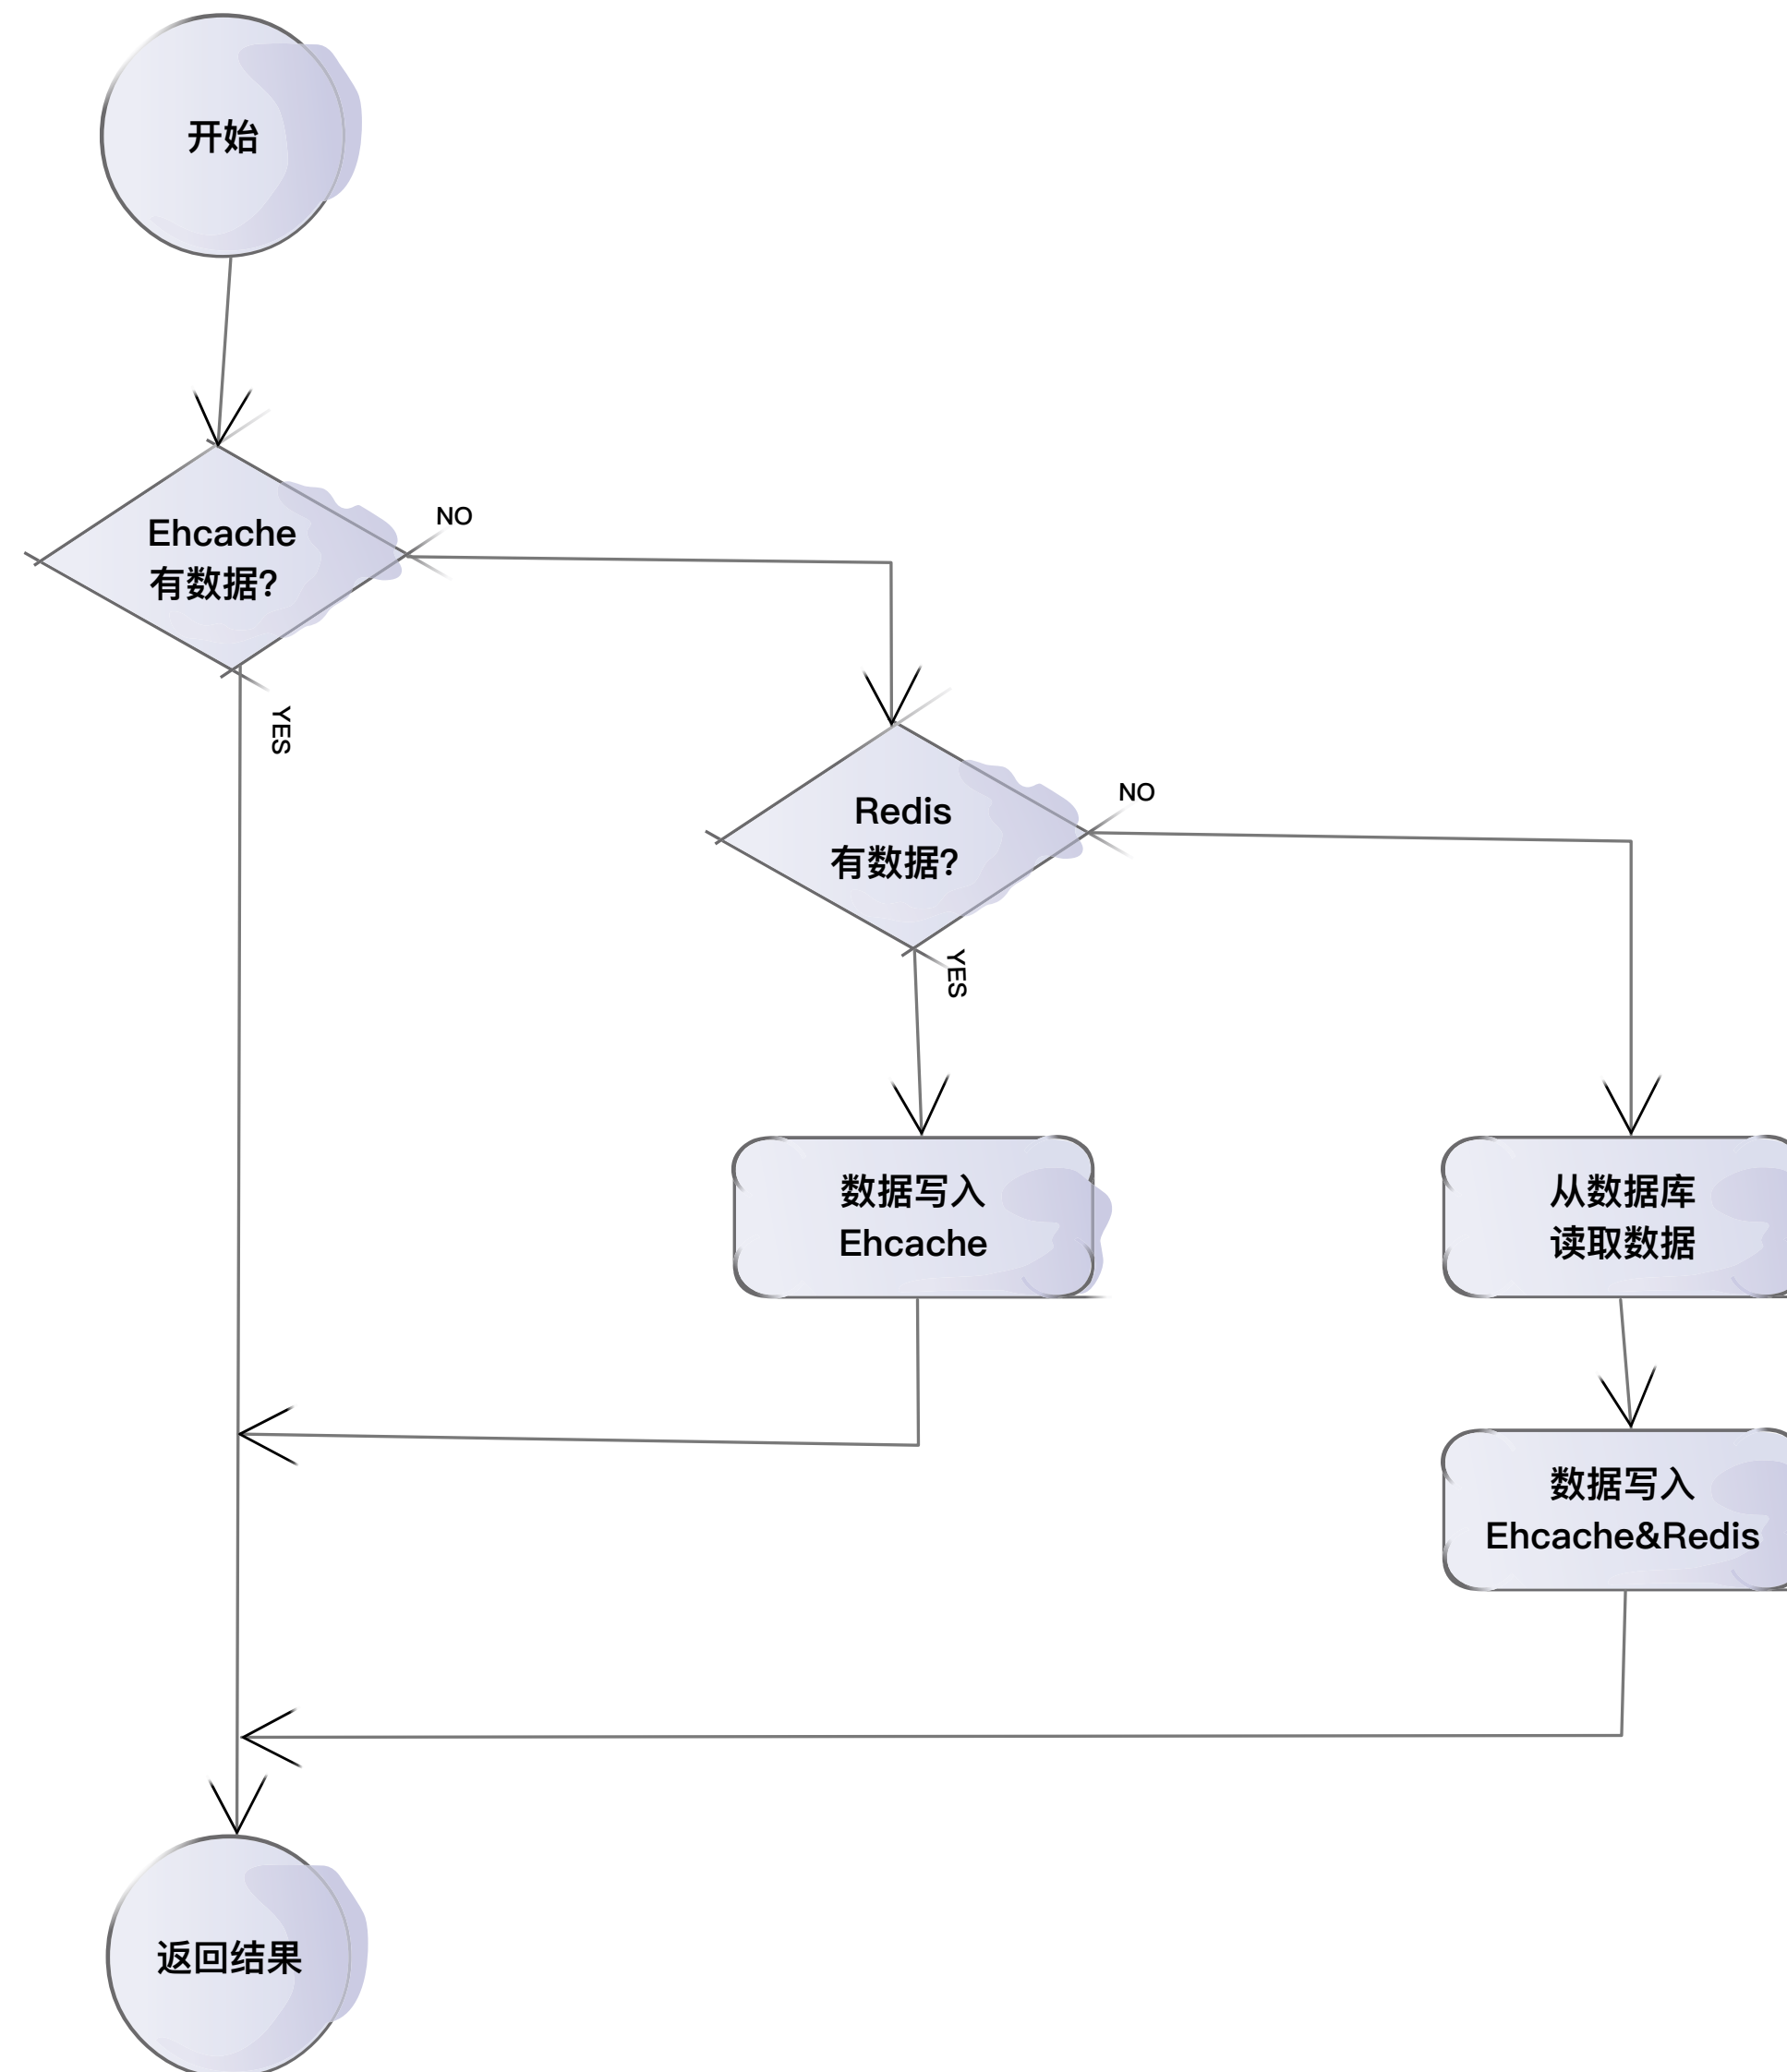 开始
Ehcache
有数据?
NO
YES
Redis
有数据?
NO
YES
数据写入
Ehcache
从数据库
读取数据
数据写入
Ehcache&Redis
返回结果